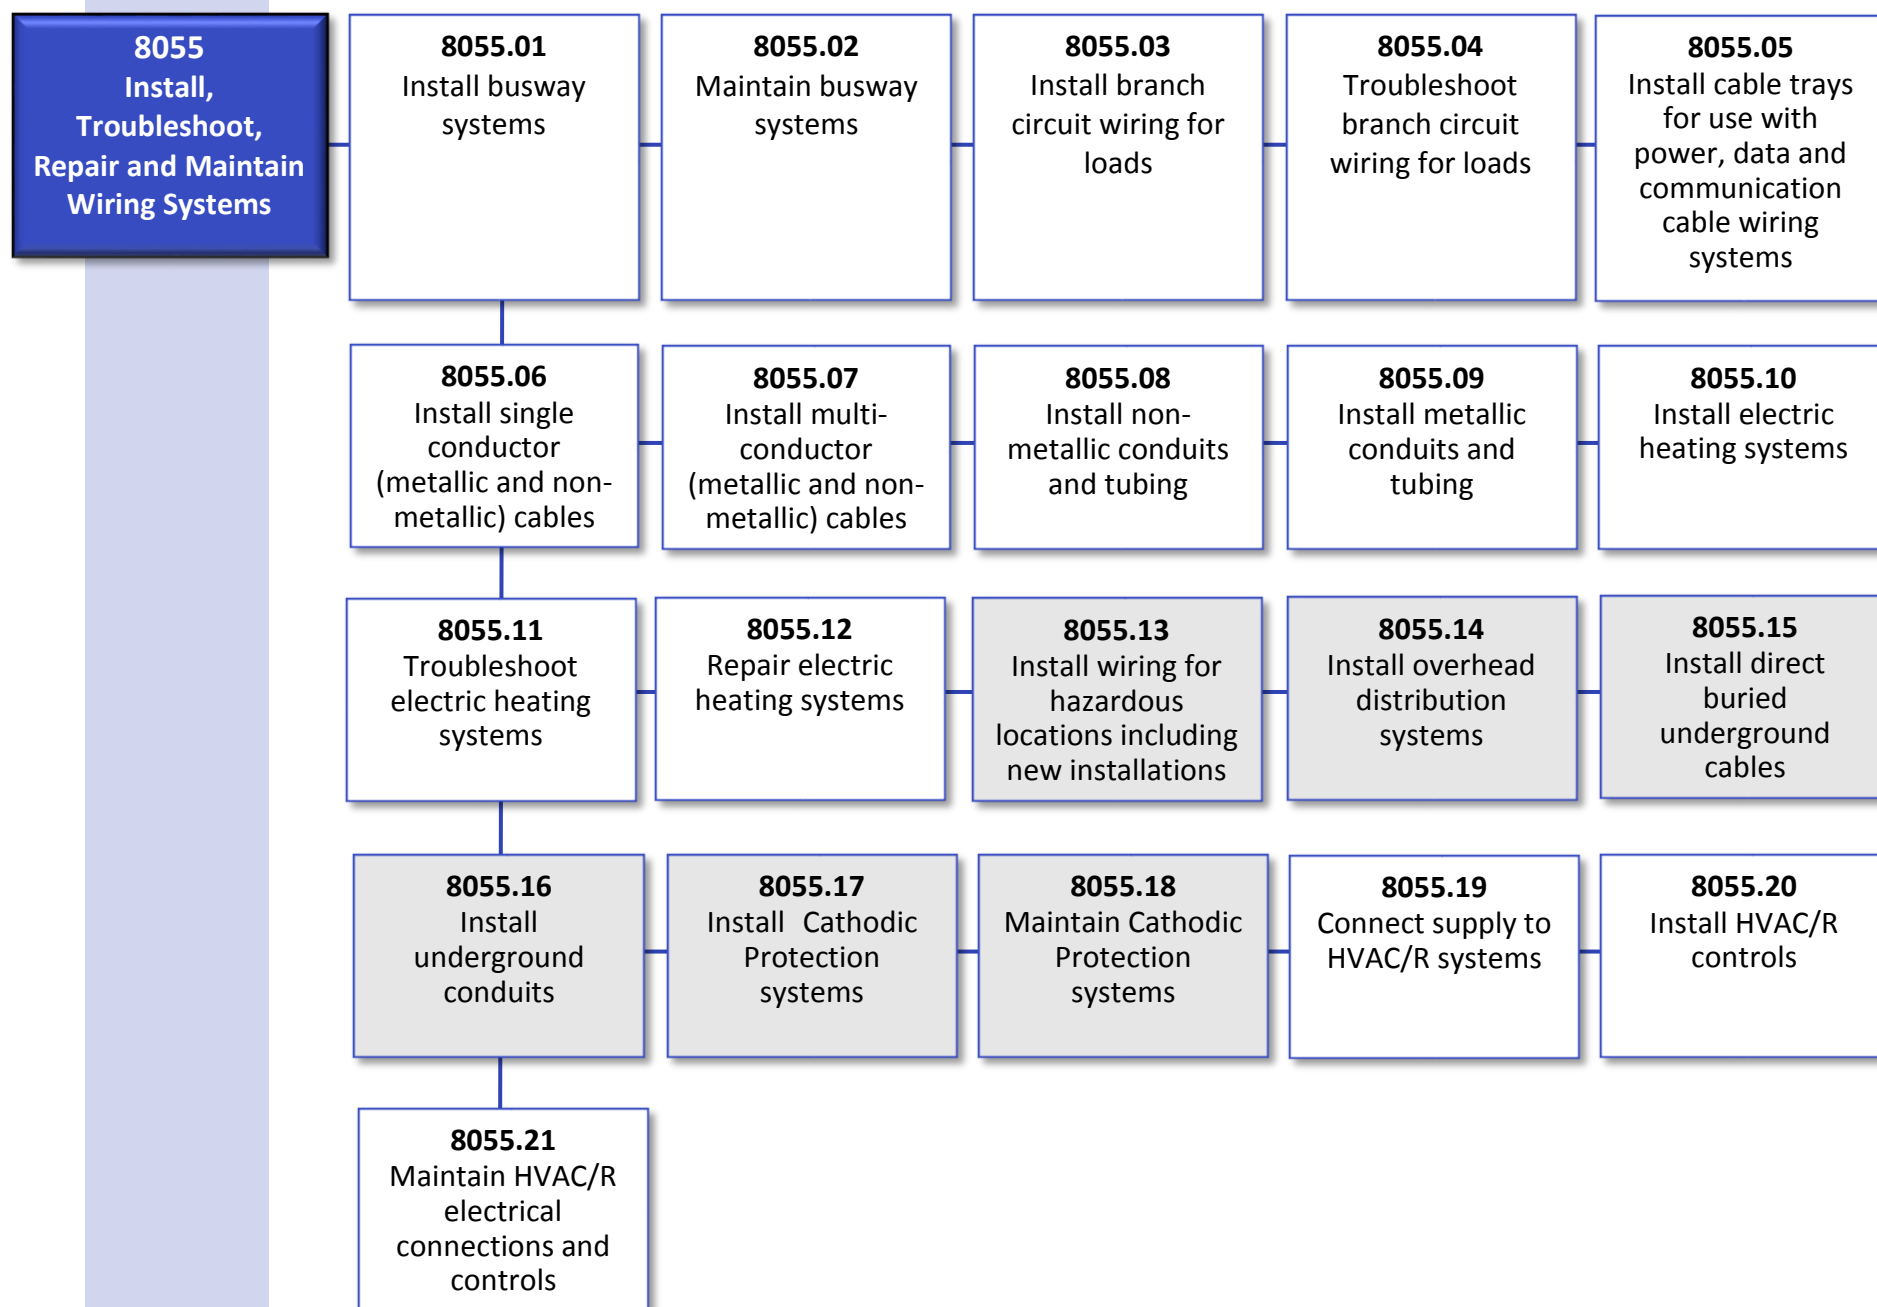 8055
Install,
Troubleshoot,
Repair and Maintain
Wiring Systems
8055.01
Install busway
systems
8055.02
Maintain busway
systems
8055.03
Install branch
circuit wiring for
loads
8055.04
Troubleshoot
branch circuit
wiring for loads
8055.05
Install cable trays
for use with
power, data and
communication
cable wiring
systems
8055.06
Install single
conductor
(metallic and non-
metallic) cables
8055.07
Install multi-
conductor
(metallic and non-
metallic) cables
8055.08
Install non-
metallic conduits
and tubing
8055.09
Install metallic
conduits and
tubing
8055.10
Install electric
heating systems
8055.11
Troubleshoot
electric heating
systems
8055.12
Repair electric
heating systems
8055.13
Install wiring for
hazardous
locations including
new installations
8055.14
Install overhead
distribution
systems
8055.15
Install direct
buried
underground
cables
8055.16
Install
underground
conduits
8055.17
Install Cathodic
Protection
systems
8055.18
Maintain Cathodic
Protection
systems
8055.19
Connect supply to
HVAC/R systems
8055.20
Install HVAC/R
controls
8055.21
Maintain HVAC/R
electrical
connections and
controls